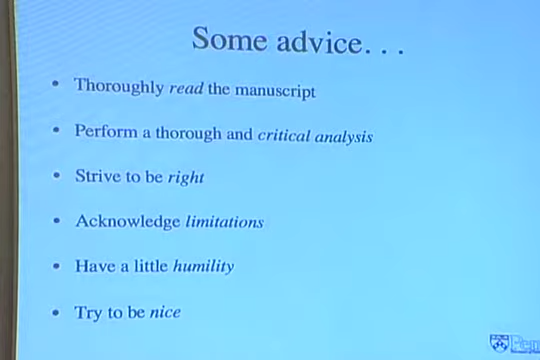 Some advice. . .
• Thoroughly read the manuscript
• Perform a thorough and critical analysis
• Strive to be right
• Acknowledge limitations
• Have a little humility
• Try to be nice